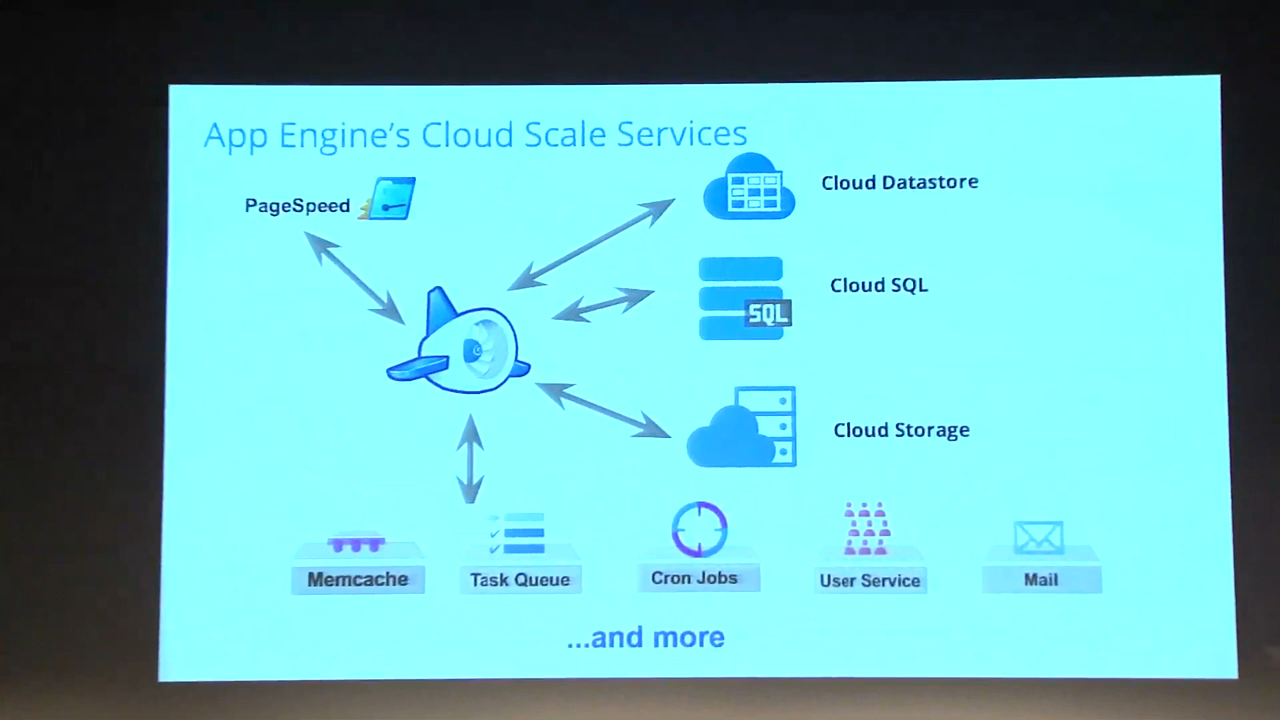 App Engine's Cloud Scale Services
PageSpeed
Cloud Datastore
Cloud SQL
SQL
Cloud Storage
Memcache
Task Queue
Cron Jobs
User Service
Mail
...and more